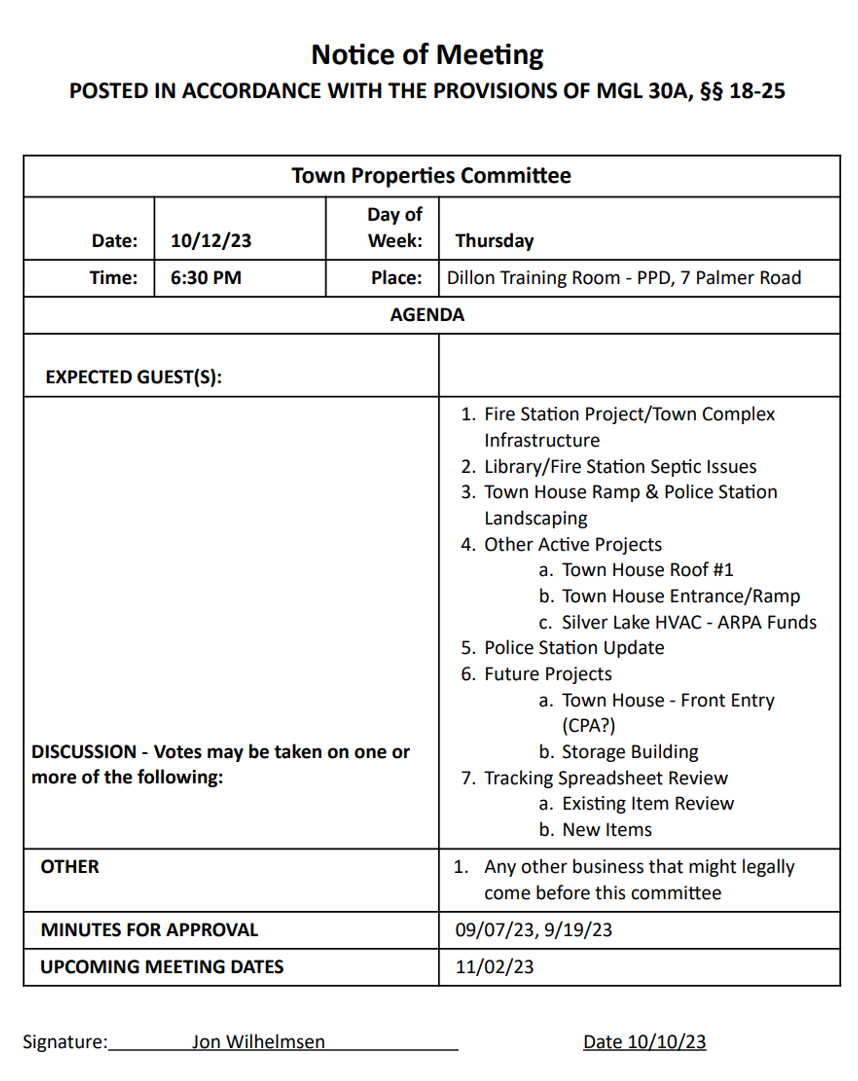 Notice of Meeting
POSTED IN ACCORDANCE WITH THE PROVISIONS OF MGL 30A, §§ 18-25
Town Properties Committee
Date: 10/12/23 Day of Week: Thursday
Time: 6:30 PM Place: Dillon Training Room - PPD, 7 Palmer Road
AGENDA
EXPECTED GUEST(S):
DISCUSSION - Votes may be taken on one or
more of the following:
1. Fire Station Project/Town Complex
Infrastructure
2. Library/Fire Station Septic Issues
3. Town House Ramp & Police Station
Landscaping
4. Other Active Projects
a. Town House Roof #1
b. Town House Entrance/Ramp
c. Silver Lake HVAC - ARPA Funds
5. Police Station Update
6. Future Projects
a. Town House - Front Entry
(CPA?)
b. Storage Building
7. Tracking Spreadsheet Review
a. Existing Item Review
b. New Items
OTHER
1. Any other business that might legally
come before this committee
MINUTES FOR APPROVAL 09/07/23, 9/19/23
UPCOMING MEETING DATES 11/02/23
Signature: Jon Wilhelmsen Date 10/10/23